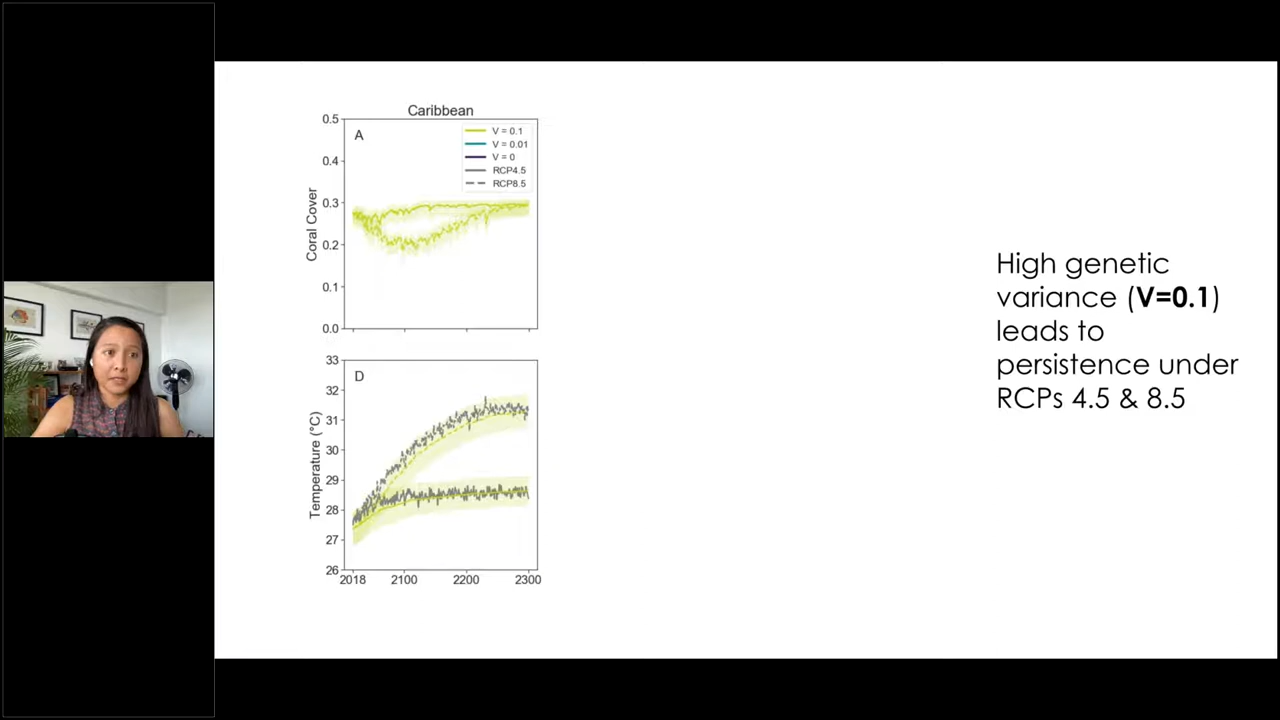 Caribbean
0.5
A
V = 0.1
V = 0.01
V = 0
RCP4.5
RCP8.5
0.4
0.3
0.2
0.1
0.0
Coral Cover
33
D
32
31
30
29
28
27
26
Temperature (°C)
2018 2100 2200 2300
High genetic
variance (V=0.1)
leads to
persistence under
RCPs 4.5 & 8.5